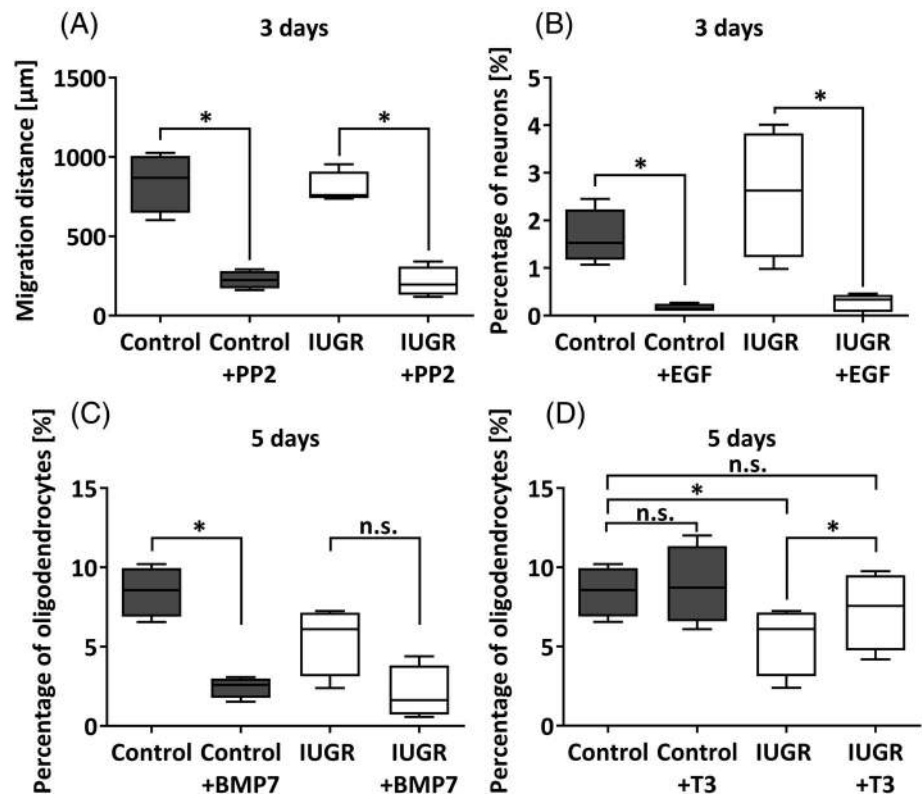 (A)
3 days
Migration distance [µm]
1500
1000
500
0
*
*
Control
Control
+PP2
IUGR
IUGR
+PP2
(B)
3 days
Percentage of neurons [%]
5
4
3
2
1
0
*
*
Control
Control
+EGF
IUGR
IUGR
+EGF
(C)
5 days
Percentage of oligodendrocytes [%]
15
10
5
0
*
n.s.
Control
Control
+BMP7
IUGR
IUGR
+BMP7
(D)
5 days
Percentage of oligodendrocytes [%]
15
10
5
0
n.s.
*
n.s.
*
Control
Control
+T3
IUGR
IUGR
+T3